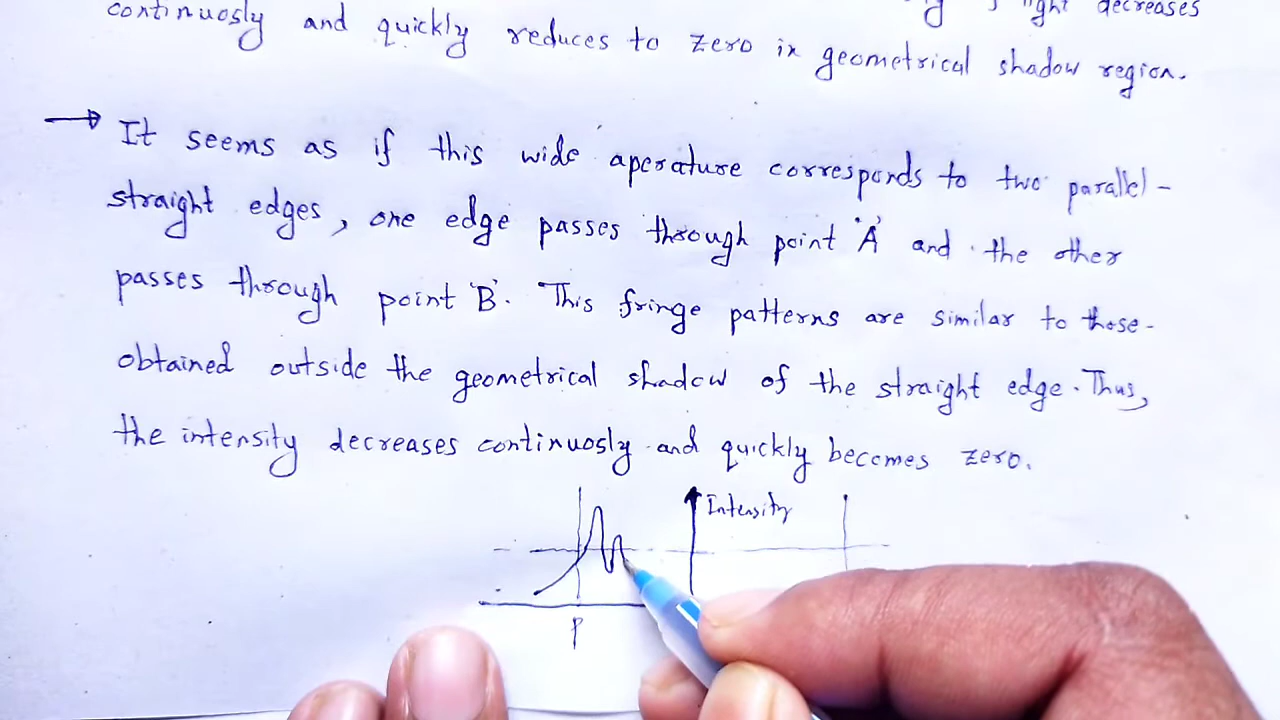 light decreases
continuosly and quickly reduces to zero in geometrical shadow region.
→ It seems as if this wide aperature corresponds to two parallel-
straight edges, one edge passes through point 'A' and the other
passes through point 'B'. This fringe patterns are similar to those-
obtained outside the geometrical shadow of the straight edge. Thus,
the intensity decreases continuosly and quickly becomes zero.
Intensity
P